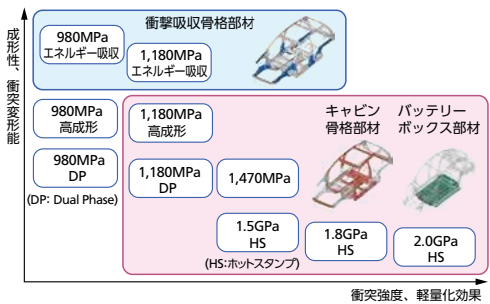 成形性、衝突変形能
衝撃吸収骨格部材
980MPa
エネルギー吸収
1,180MPa
エネルギー吸収
980MPa
高成形
1,180MPa
高成形
キャビン
骨格部材
バッテリー
ボックス部材
980MPa
DP
(DP: Dual Phase)
1,180MPa
DP
1,470MPa
1.5GPa
HS
(HS:ホットスタンプ)
1.8GPa
HS
2.0GPa
HS
衝突強度、軽量化効果